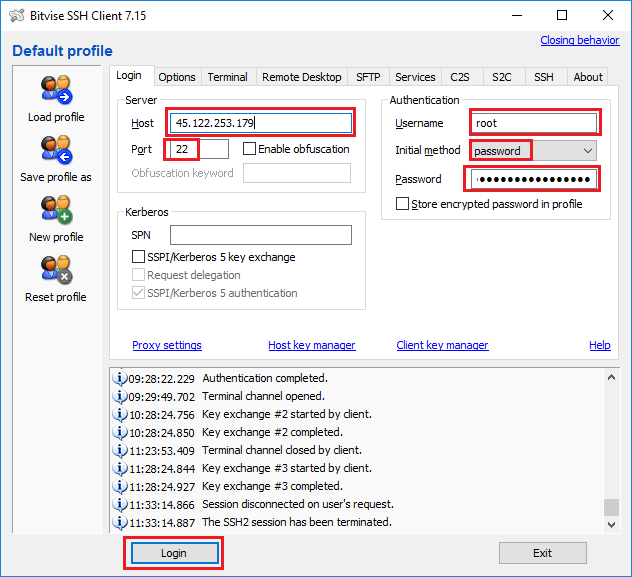 Bitvise SSH Client 7.15
Closing behavior
Default profile
Login Options Terminal Remote Desktop SFTP Services C2S S2C SSH About
Load profile
Save profile as
New profile
Reset profile
Server
Host 45.122.253.179
Port 22 Enable obfuscation
Obfuscation keyword
Kerberos
SPN
SSPI/Kerberos 5 key exchange
Request delegation
SSPI/Kerberos 5 authentication
Authentication
Username root
Initial method password
Password ●●●●●●●●●●●●●●●●
Store encrypted password in profile
Proxy settings Host key manager Client key manager Help
09:28:22.229 Authentication completed.
09:29:49.702 Terminal channel opened.
10:28:24.756 Key exchange #2 started by client.
10:28:24.850 Key exchange #2 completed.
11:23:53.409 Terminal channel closed by client.
11:28:24.844 Key exchange #3 started by client.
11:28:24.927 Key exchange #3 completed.
11:33:14.866 Session disconnected on user's request.
11:33:14.887 The SSH2 session has been terminated.
Login Exit